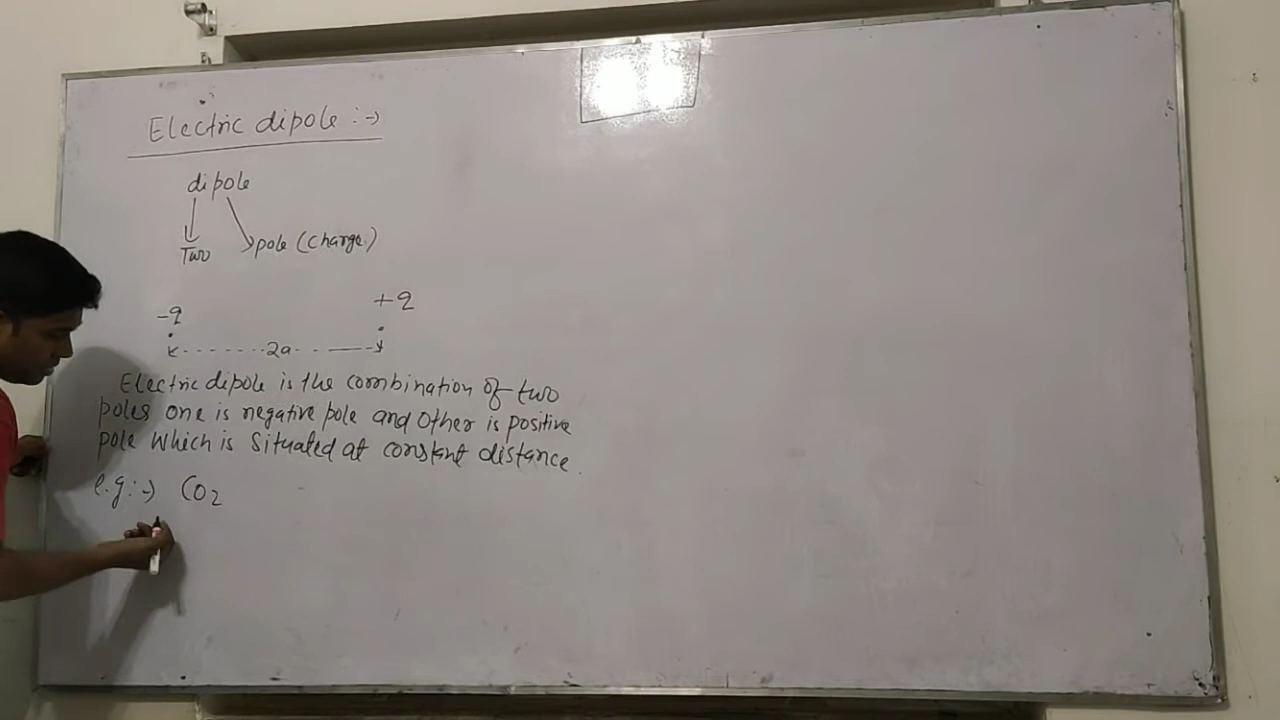 Electric dipole :->
dipole
Two
pole (charge)
-q
+q
2a
Electric dipole is the combination of two
poles one is negative pole and other is positive
pole which is situated at constant distance.
e.g :-> CO2